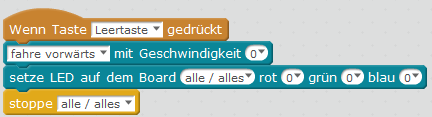 Wenn Taste Leertaste gedrückt
fahre vorwärts mit Geschwindigkeit 0
setze LED auf dem Board alle / alles rot 0 grün 0 blau 0
stoppe alle / alles